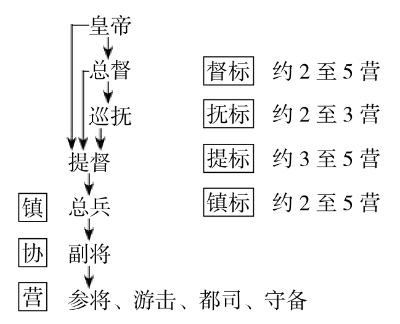 皇帝
总督 督标 约2至5营
巡抚 抚标 约2至3营
提督 提标 约3至5营
镇 总兵 镇标 约2至5营
协 副将
营 参将、游击、都司、守备